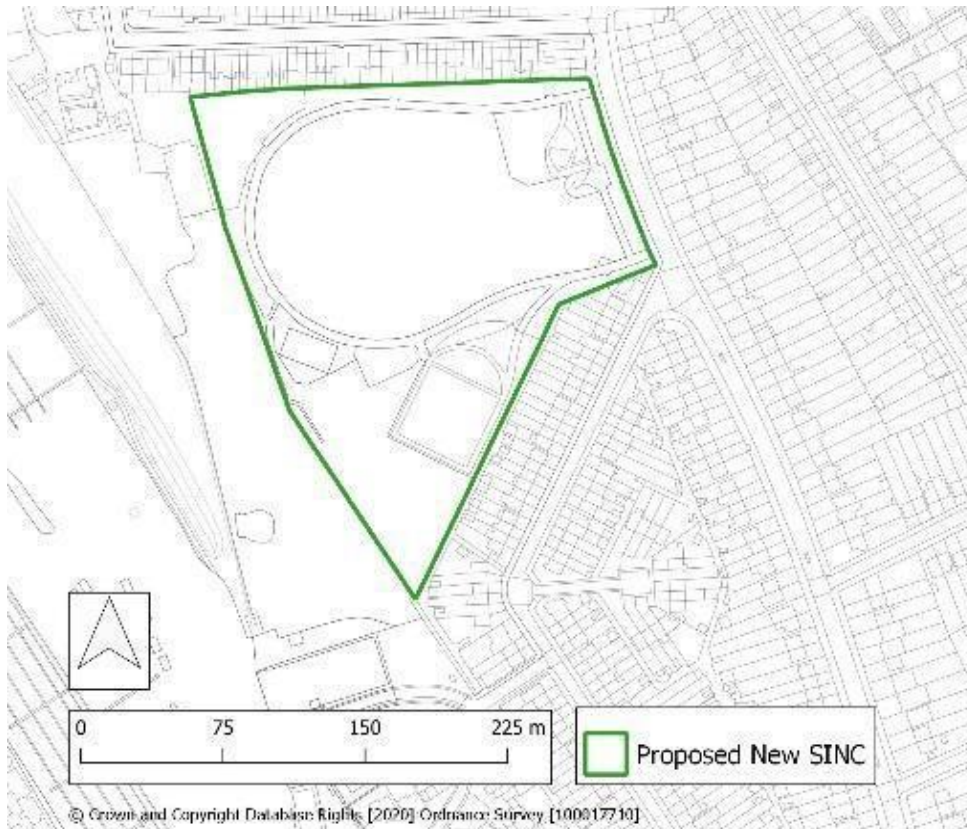 0 75 150 225 m
Proposed New SINC
© Crown and Copyright Database Rights [2020] Ordnance Survey [100017710]